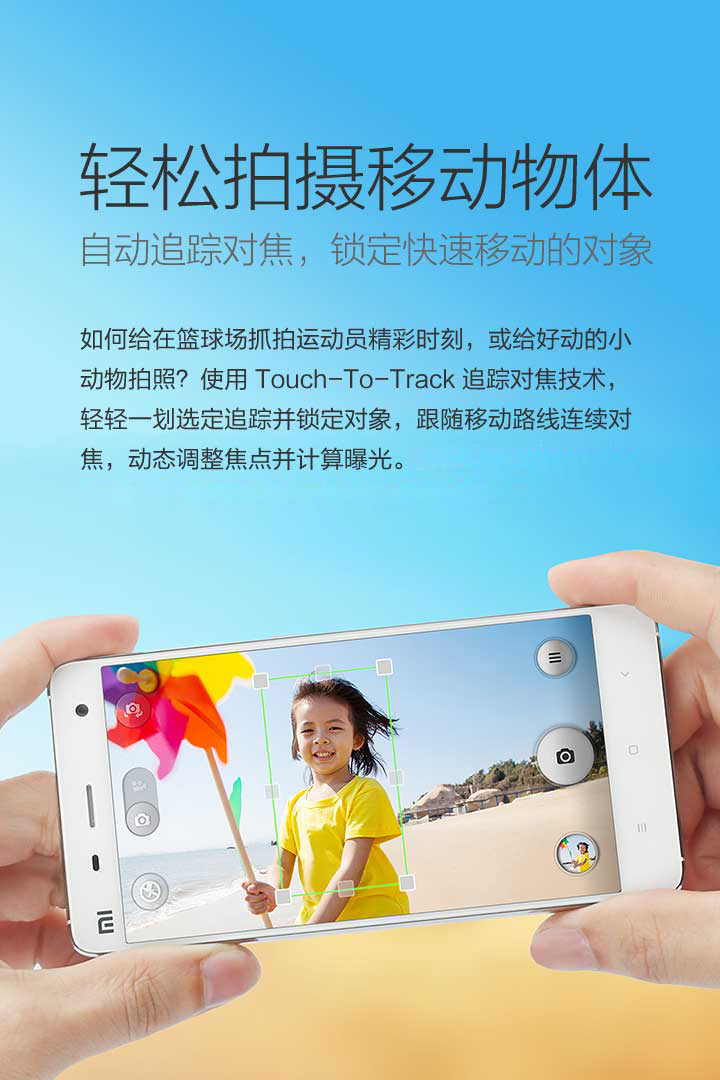 轻松拍摄移动物体
自动追踪对焦，锁定快速移动的对象
如何给在篮球场抓拍运动员精彩时刻，或给好动的小
动物拍照？使用 Touch-To-Track 追踪对焦技术，
轻轻一划选定追踪并锁定对象，跟随移动路线连续对
焦，动态调整焦点并计算曝光。